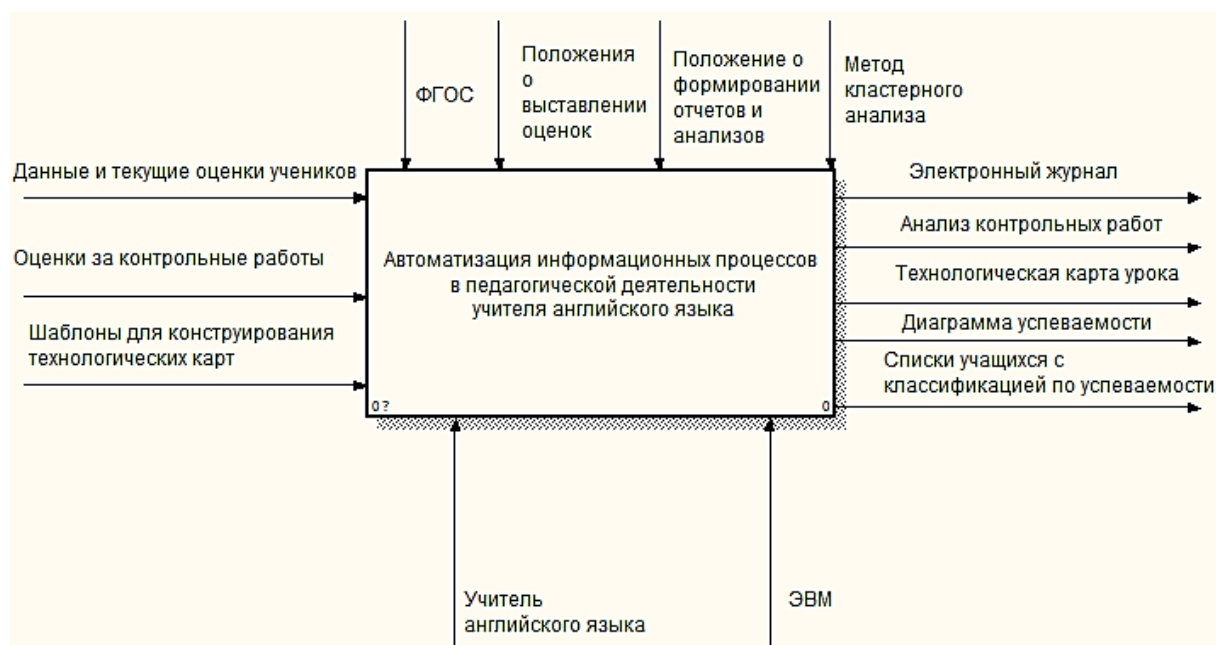 ФГОС
Положения
о
выставлении
оценок
Положение о
формировании
отчетов и
анализов
Метод
кластерного
анализа
Данные и текущие оценки учеников
Оценки за контрольные работы
Шаблоны для конструирования
технологических карт
Автоматизация информационных процессов
в педагогической деятельности
учителя английского языка
0 ?
0
Электронный журнал
Анализ контрольных работ
Технологическая карта урока
Диаграмма успеваемости
Списки учащихся с
классификацией по успеваемости
Учитель
английского языка
ЭВМ